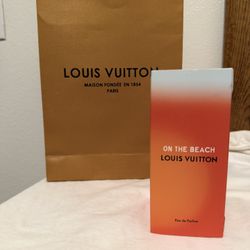 LOUIS VUITTON
MAISON FONDÉE EN 1854
PARIS
ON THE BEACH
LOUIS VUITTON
Eau de Parfum